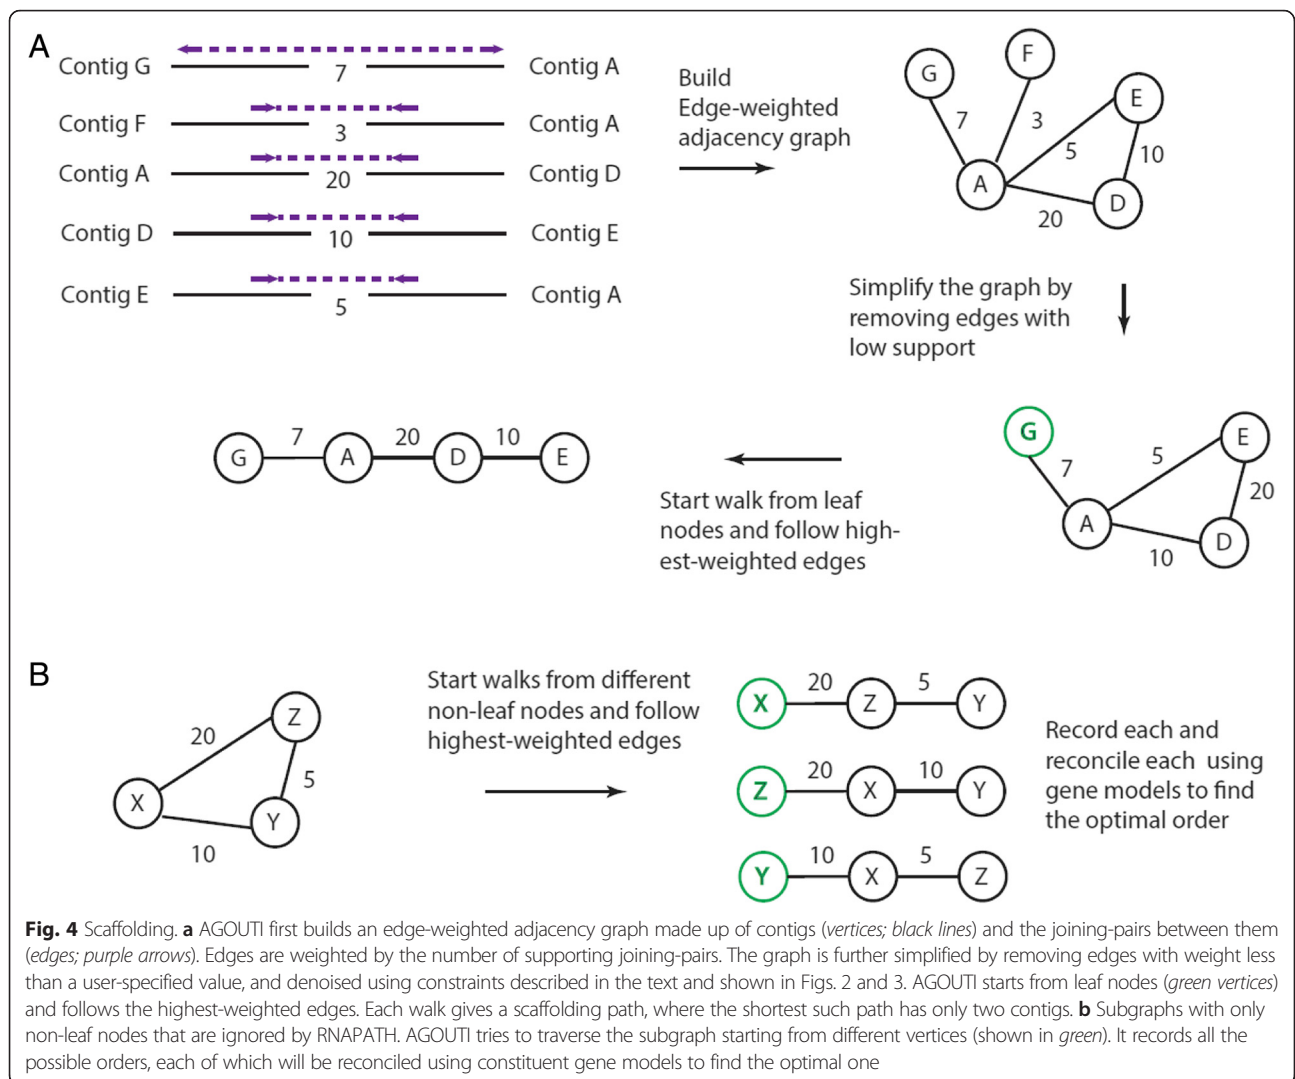 A
Contig G 7 Contig A
Contig F 3 Contig A
Contig A 20 Contig D
Contig D 10 Contig E
Contig E 5 Contig A
Build
Edge-weighted
adjacency graph
G
F
E
7
3
5
10
A
D
20
Simplify the graph by
removing edges with
low support
G
E
7
5
20
A
D
10
Start walk from leaf
nodes and follow high-
est-weighted edges
7 20 10
G A D E
B
Z
20
5
X
Y
10
Start walks from different
non-leaf nodes and follow
highest-weighted edges
20 5
X Z Y
20 10
Z X Y
10 5
Y X Z
Record each and
reconcile each using
gene models to find
the optimal order
Fig. 4 Scaffolding. a AGOUTI first builds an edge-weighted adjacency graph made up of contigs (vertices; black lines) and the joining-pairs between them
(edges; purple arrows). Edges are weighted by the number of supporting joining-pairs. The graph is further simplified by removing edges with weight less
than a user-specified value, and denoised using constraints described in the text and shown in Figs. 2 and 3. AGOUTI starts from leaf nodes (green vertices)
and follows the highest-weighted edges. Each walk gives a scaffolding path, where the shortest such path has only two contigs. b Subgraphs with only
non-leaf nodes that are ignored by RNAPATH. AGOUTI tries to traverse the subgraph starting from different vertices (shown in green). It records all the
possible orders, each of which will be reconciled using constituent gene models to find the optimal one